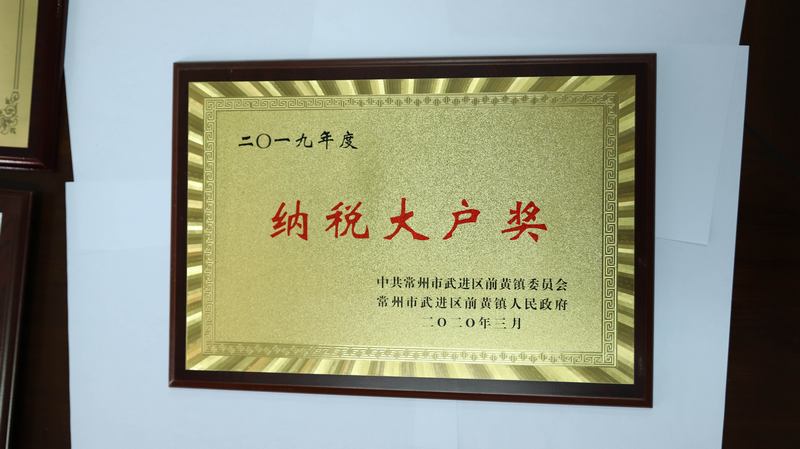 二〇一九年度
纳税大户奖
中共常州市武进区前黄镇委员会
常州市武进区前黄镇人民政府
二〇二〇年三月